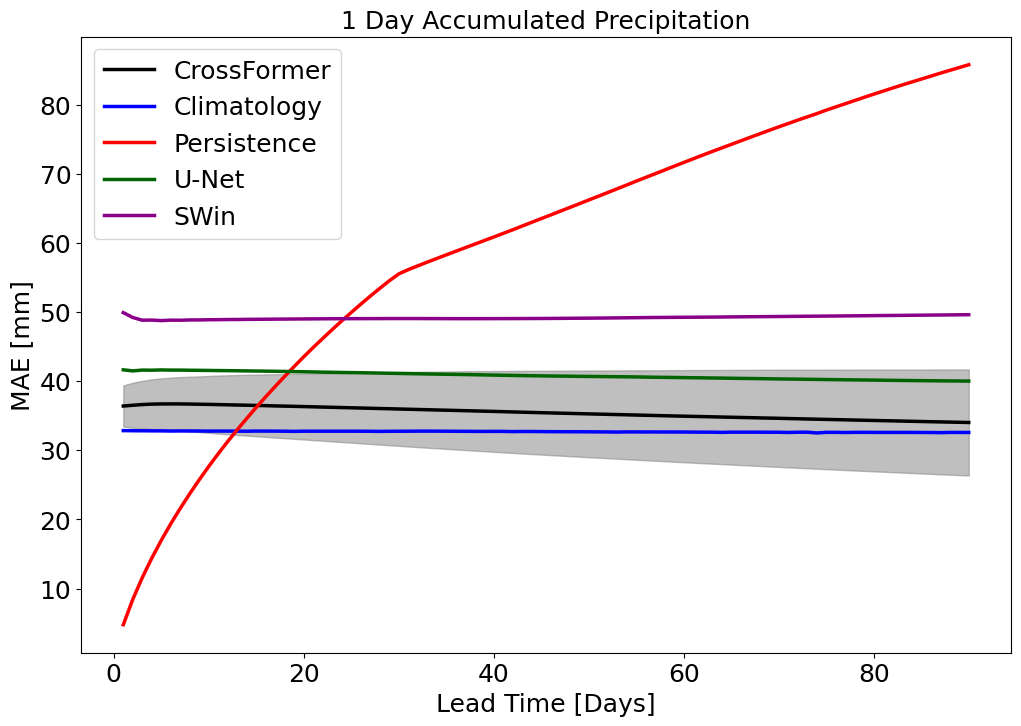 1 Day Accumulated Precipitation
CrossFormer
Climatology
Persistence
U-Net
SWin
MAE [mm]
80
70
60
50
40
30
20
10
0
20
40
60
80
Lead Time [Days]